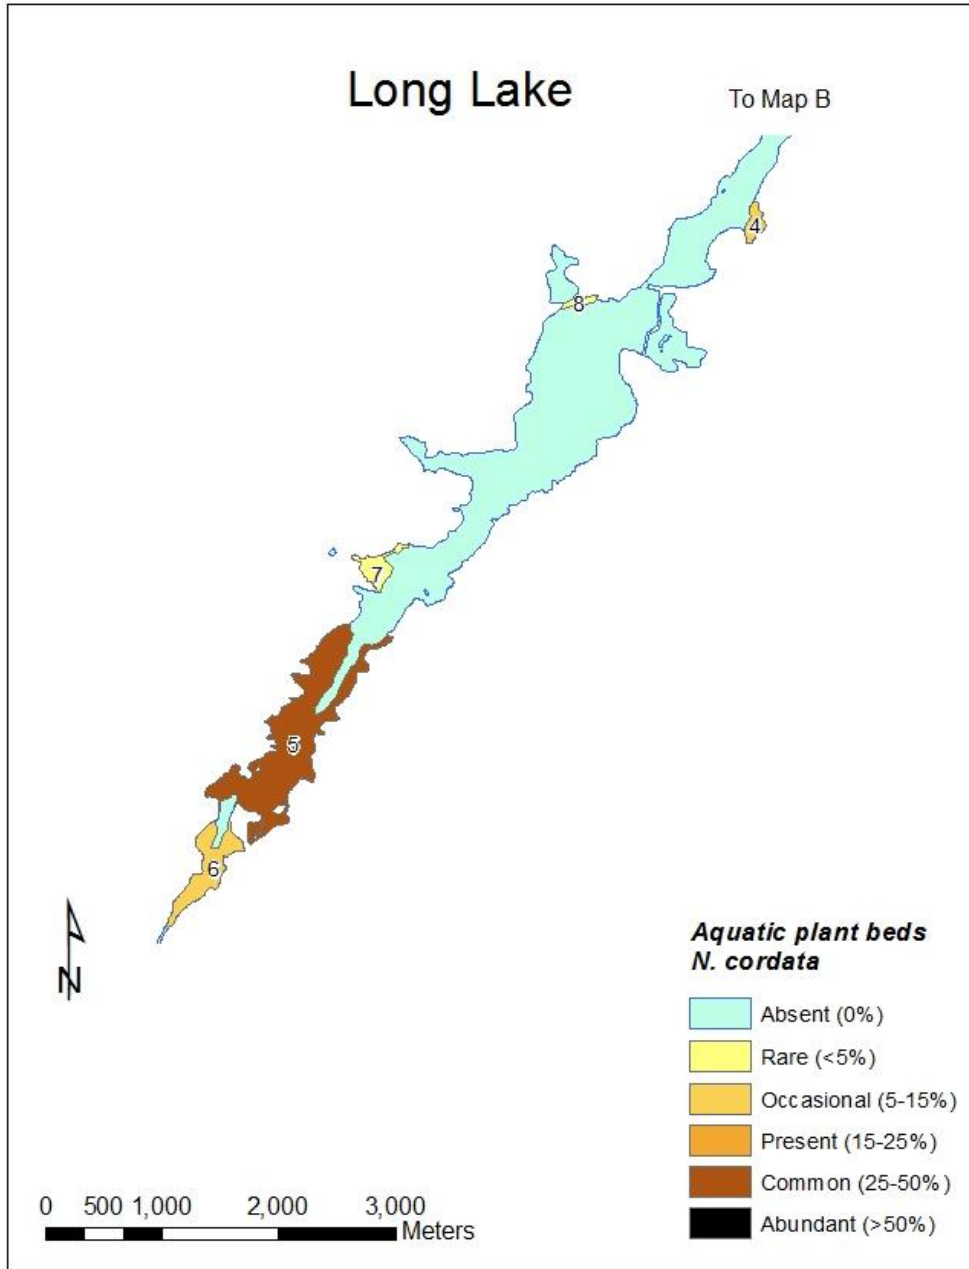 Long Lake
To Map B
4
8
7
5
6
N
Aquatic plant beds
N. cordata
Absent (0%)
Rare (<5%)
Occasional (5-15%)
Present (15-25%)
Common (25-50%)
Abundant (>50%)
0 500 1,000 2,000 3,000
Meters